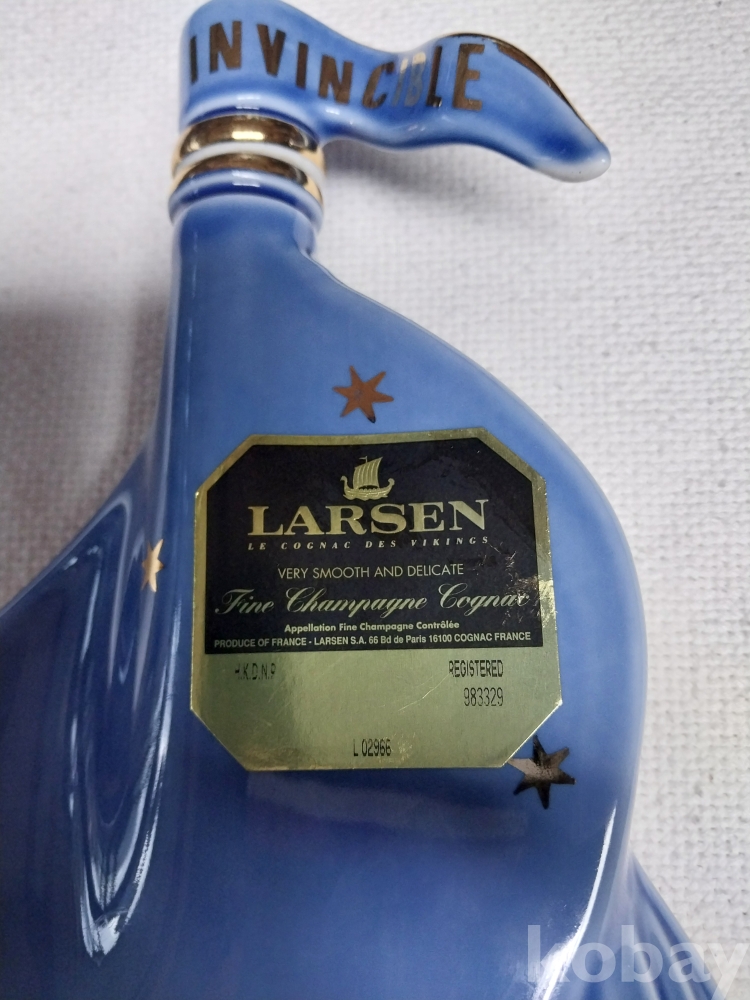 INVINCIBLE
LARSEN
LE COGNAC DES VIKINGS
VERY SMOOTH AND DELICATE
Fine Champagne Cognac
Appellation Fine Champagne Contrôlée
PRODUCE OF FRANCE - LARSEN S.A. 66 Bd de Paris 16100 COGNAC FRANCE
H.K.D.N.P REGISTERED
983329
L 02966
kobay